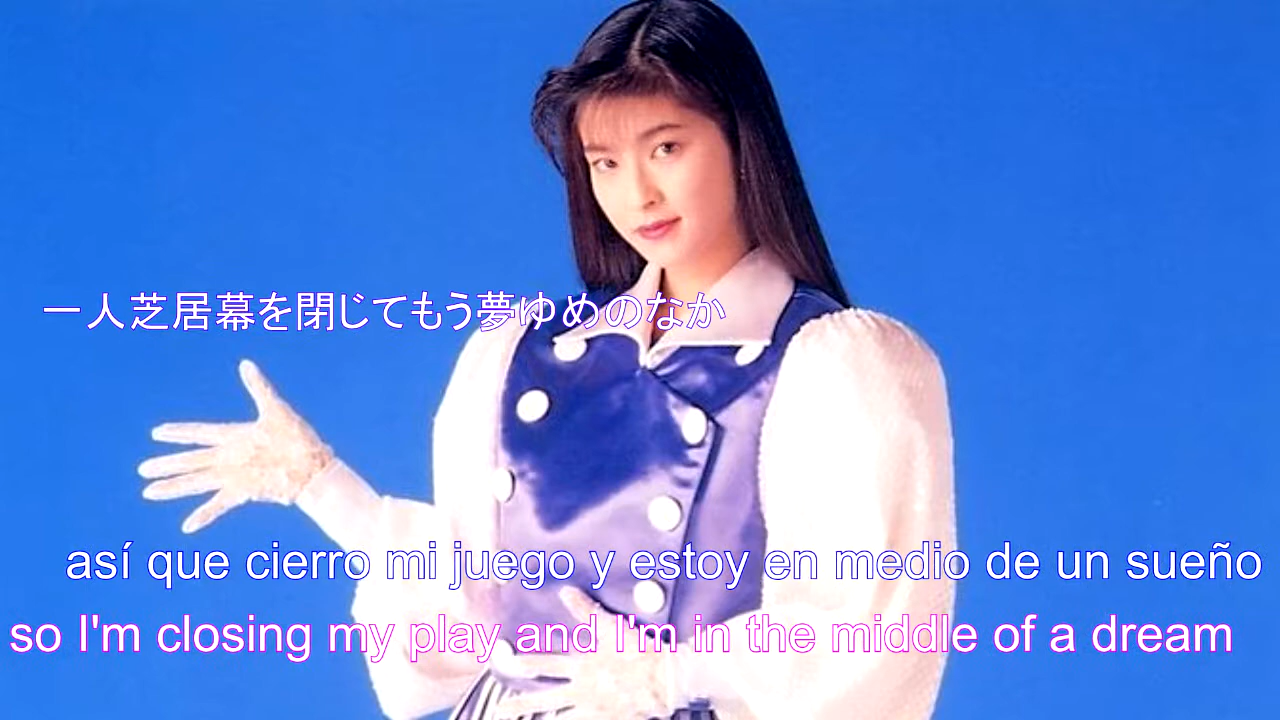 一人芝居幕を閉じてもう夢ゆめのなか
así que cierro mi juego y estoy en medio de un sueño
so I'm closing my play and I'm in the middle of a dream